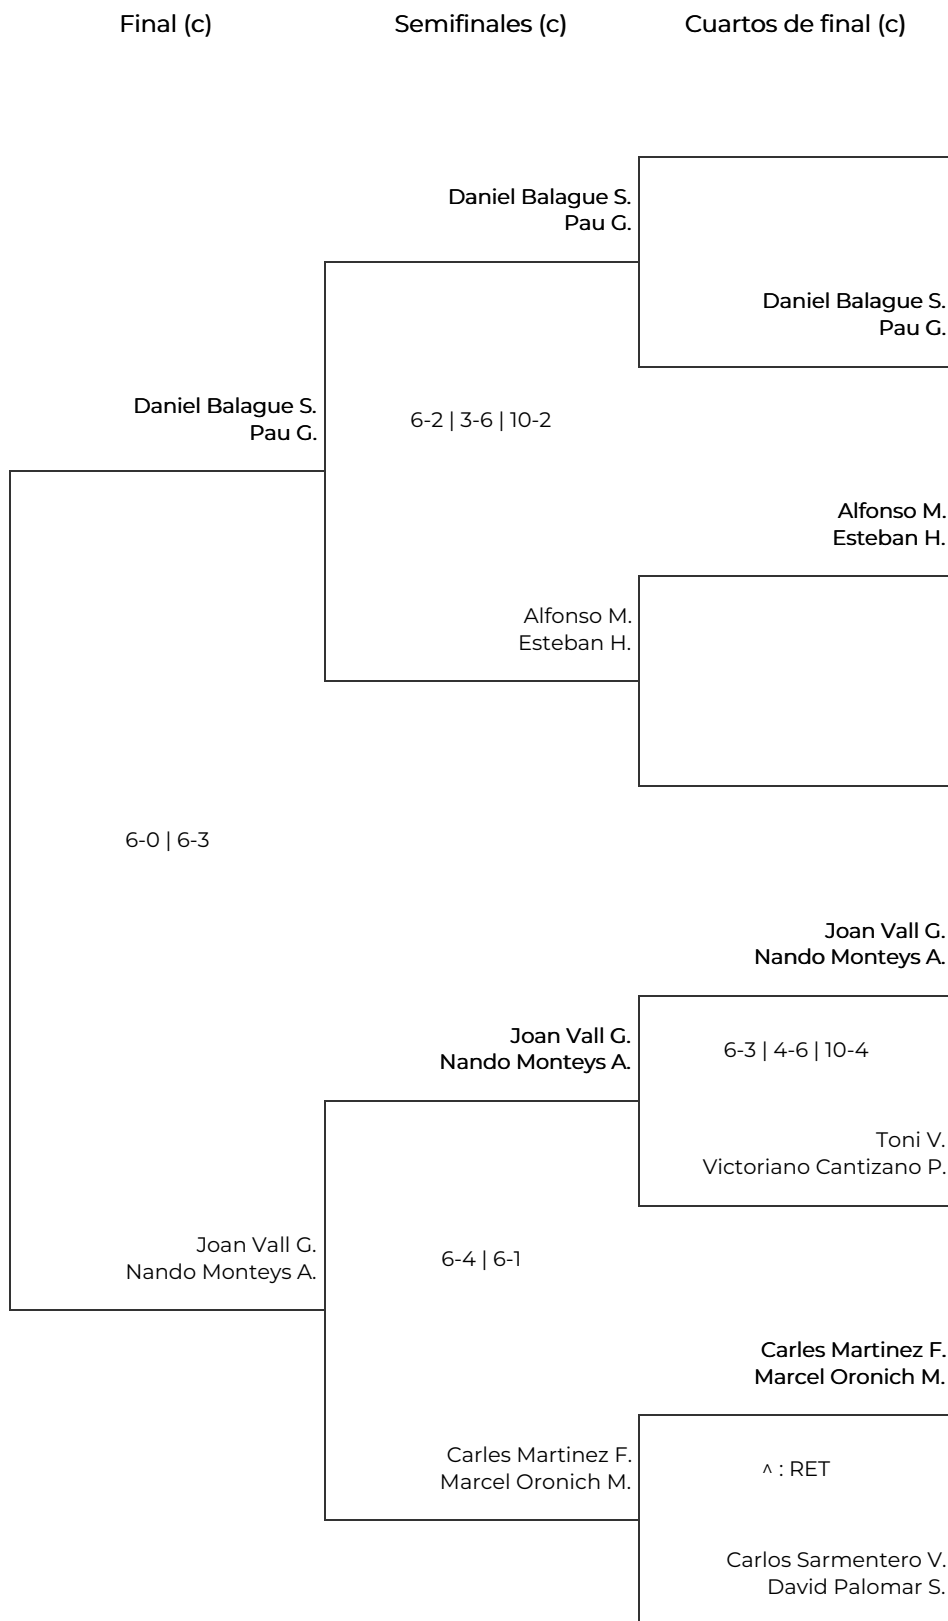 Final (c)
Semifinales (c)
Cuartos de final (c)
Daniel Balague S.
Pau G.
Daniel Balague S.
Pau G.
Daniel Balague S.
Pau G.
6-2 | 3-6 | 10-2
Alfonso M.
Esteban H.
Alfonso M.
Esteban H.
6-0 | 6-3
Joan Vall G.
Nando Monteys A.
Joan Vall G.
Nando Monteys A.
6-3 | 4-6 | 10-4
Toni V.
Victoriano Cantizano P.
Joan Vall G.
Nando Monteys A.
6-4 | 6-1
Carles Martinez F.
Marcel Oronich M.
Carles Martinez F.
Marcel Oronich M.
^ : RET
Carlos Sarmentero V.
David Palomar S.